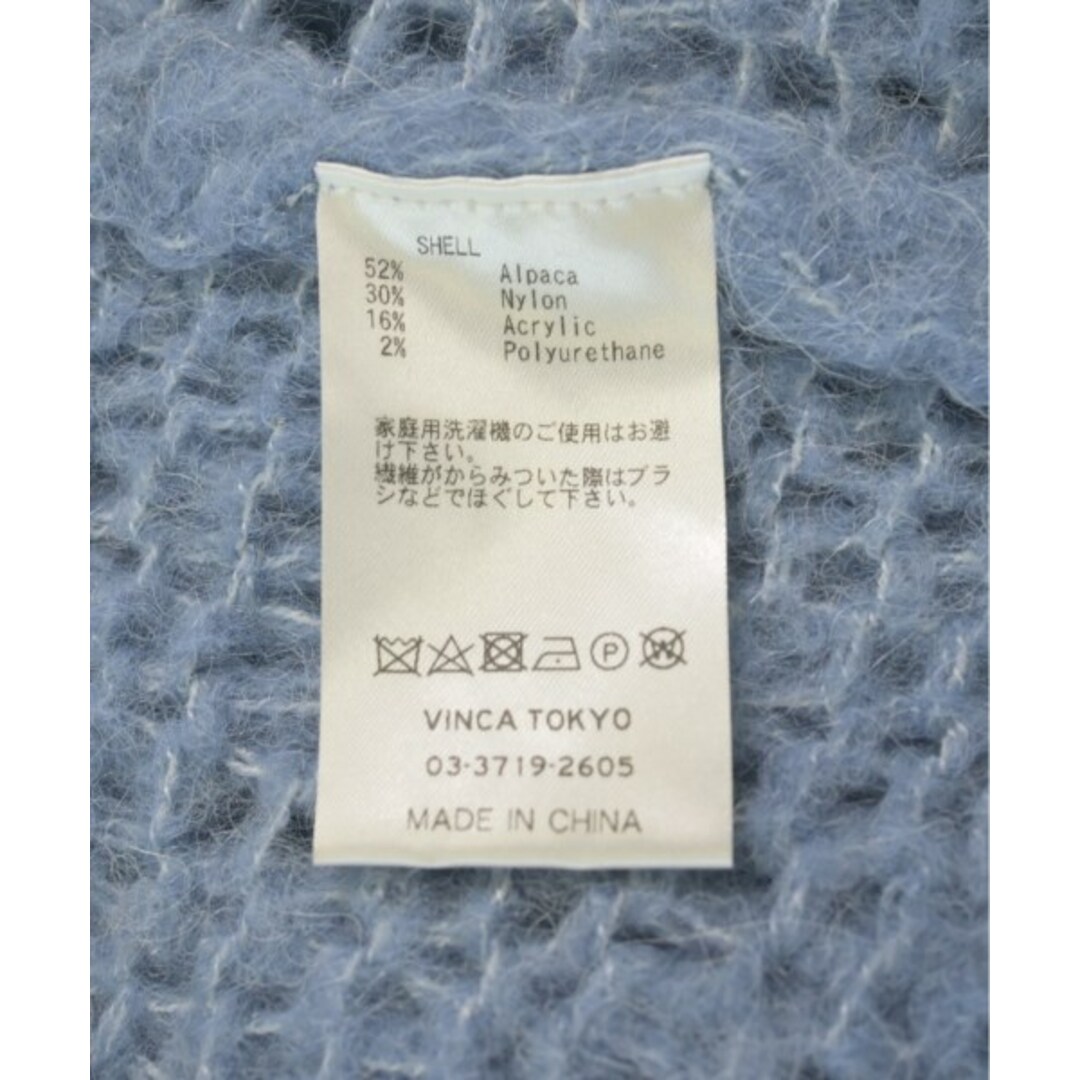 SHELL
52% Alpaca
30% Nylon
16% Acrylic
2% Polyurethane
家庭用洗濯機のご使用はお避
け下さい。
繊維がからみついた際はブラ
シなどでほぐして下さい。
P W
VINCA TOKYO
03-3719-2605
MADE IN CHINA